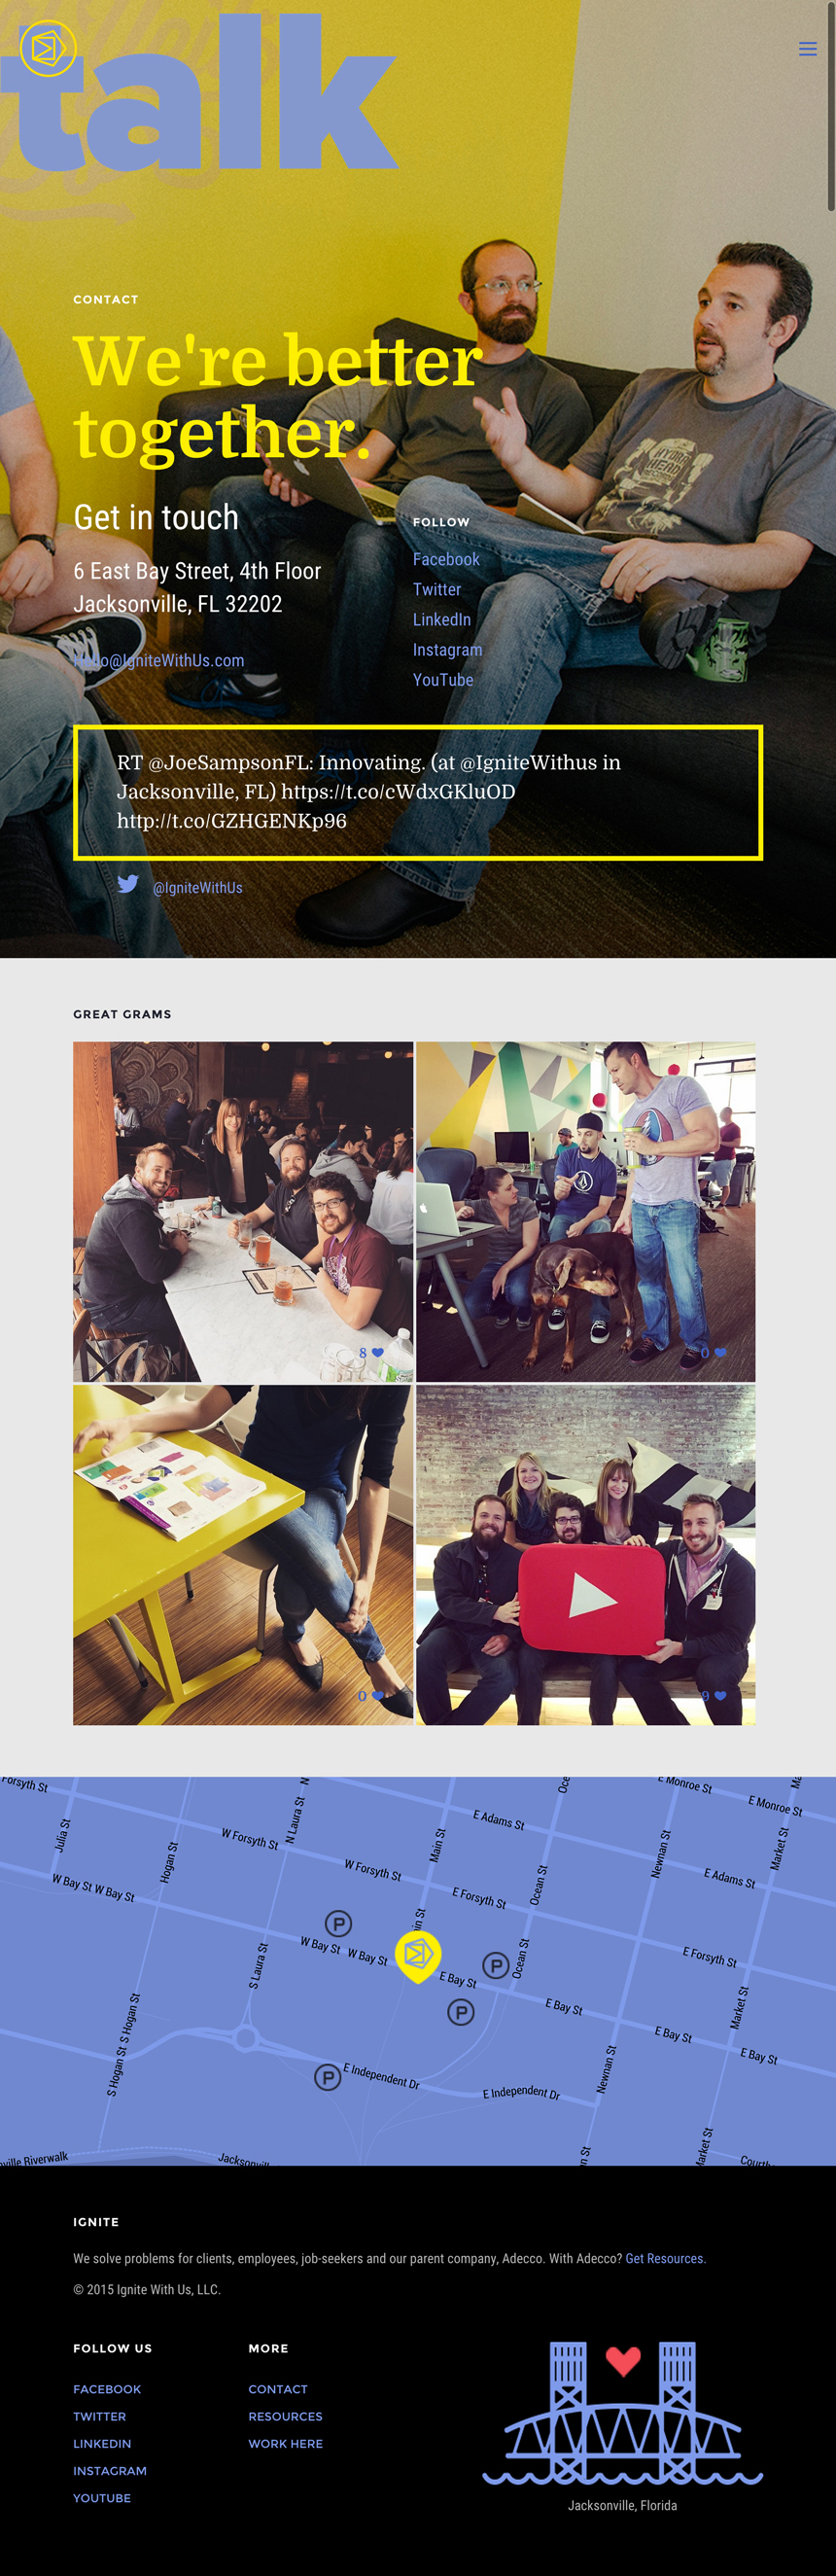 talk
CONTACT
We're better
together.
Get in touch
6 East Bay Street, 4th Floor
Jacksonville, FL 32202
Hello@IgniteWithUs.com
FOLLOW
Facebook
Twitter
LinkedIn
Instagram
YouTube
RT @JoeSampsonFL: Innovating. (at @IgniteWithus in
Jacksonville, FL) https://t.co/cWdxGKluOD
http://t.co/GZHGENKp96
@IgniteWithUs
GREAT GRAMS
8
0
0
9
Forsyth St
Julia St
Hogan St
W Forsyth St
N Laura St
W Forsyth St
Main St
E Adams St
E Monroe St
E Monroe St
Newnan St
Market St
E Adams St
Ocean St
E Forsyth St
W Bay St W Bay St
S Laura St
W Bay St
W Bay St
P
P
P
P
E Bay St
Ocean St
E Forsyth St
E Bay St
E Bay St
E Bay St
Market St
S Hogan St S Hogan St
E Independent Dr
E Independent Dr
Newnan St
Market St
ville Riverwalk
IGNITE
We solve problems for clients, employees, job-seekers and our parent company, Adecco. With Adecco? Get Resources.
© 2015 Ignite With Us, LLC.
FOLLOW US
FACEBOOK
TWITTER
LINKEDIN
INSTAGRAM
YOUTUBE
MORE
CONTACT
RESOURCES
WORK HERE
Jacksonville, Florida